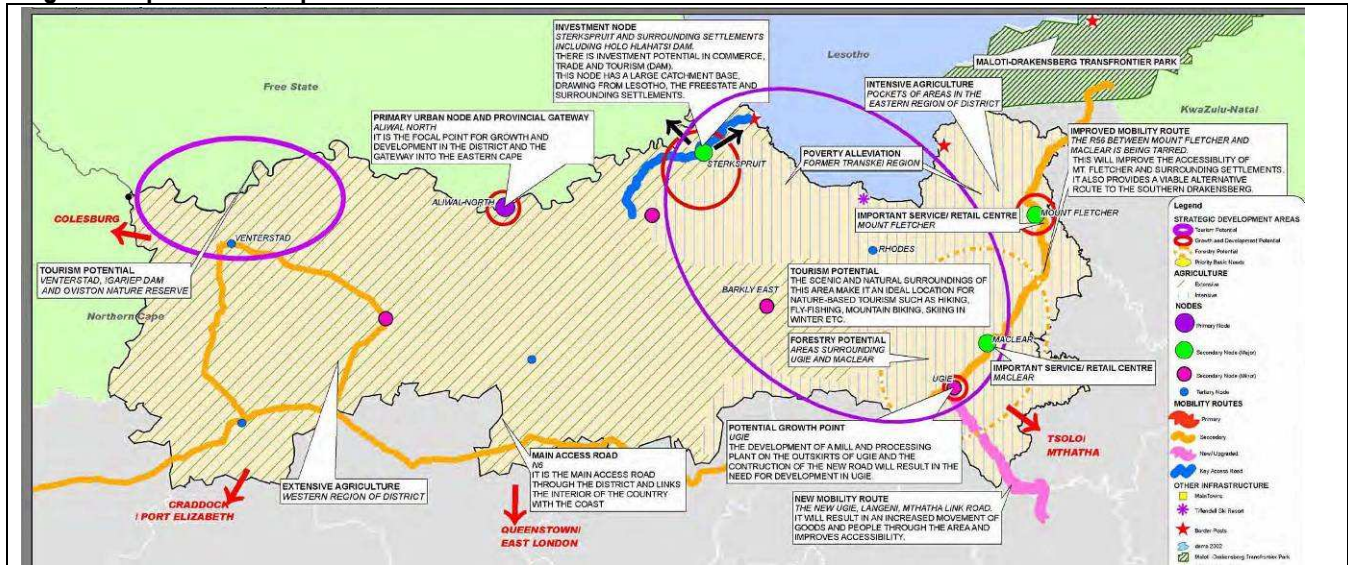 INVESTMENT NODE
STERKSPRUIT AND SURROUNDING SETTLEMENTS
INCLUDING HOLO HLAHATSI DAM.
THERE IS INVESTMENT POTENTIAL IN COMMERCE,
TRADE AND TOURISM (DAM).
THIS NODE HAS A LARGE CATCHMENT BASE,
DRAWING FROM LESOTHO, THE FREESTATE AND
SURROUNDING SETTLEMENTS.
Lesotho
MALOTI-DRAKENSBERG TRANSFRONTIER PARK
Free State
INTENSIVE AGRICULTURE
POCKETS OF AREAS IN THE
EASTERN REGION OF DISTRICT
KwaZulu-Natal
PRIMARY URBAN NODE AND PROVINCIAL GATEWAY
ALIWAL NORTH
IT IS THE FOCAL POINT FOR GROWTH AND
DEVELOPMENT IN THE DISTRICT AND THE
GATEWAY INTO THE EASTERN CAPE
IMPROVED MOBILITY ROUTE
THE R56 BETWEEN MOUNT FLETCHER AND
MACLEAR IS BEING TARRED.
THIS WILL IMPROVE THE ACCESSIBLITY OF
MT. FLETCHER AND SURROUNDING SETTLEMENTS.
IT ALSO PROVIDES A VIABLE ALTERNATIVE
ROUTE TO THE SOUTHERN DRAKENSBERG.
POVERTY ALLEVIATION
FORMER TRANSKEI REGION
STERKSPRUIT
ALIWAL-NORTH
COLESBURG
IMPORTANT SERVICE/ RETAIL CENTRE
MOUNT FLETCHER
MOUNT FLETCHER
VENTERSTAD
RHODES
TOURISM POTENTIAL
VENTERSTAD, !GARIEP DAM
AND OVISTON NATURE RESERVE
TOURISM POTENTIAL
THE SCENIC AND NATURAL SURROUNDINGS OF
THIS AREA MAKE IT AN IDEAL LOCATION FOR
NATURE-BASED TOURISM SUCH AS HIKING,
FLY-FISHING, MOUNTAIN BIKING, SKIING IN
WINTER ETC.
BARKLY EAST
Northern Cape
FORESTRY POTENTIAL
AREAS SURROUNDING
UGIE AND MACLEAR
MACLEAR
IMPORTANT SERVICE/ RETAIL CENTRE
MACLEAR
UGIE
POTENTIAL GROWTH POINT
UGIE
THE DEVELOPMENT OF A MILL AND PROCESSING
PLANT ON THE OUTSKIRTS OF UGIE AND THE
CONTRUCTION OF THE NEW ROAD WILL RESULT IN THE
NEED FOR DEVELOPMENT IN UGIE
TSOLO/
MTHATHA
MAIN ACCESS ROAD
N6
IT IS THE MAIN ACCESS ROAD
THROUGH THE DISTRICT AND LINKS
THE INTERIOR OF THE COUNTRY
WITH THE COAST
EXTENSIVE AGRICULTURE
WESTERN REGION OF DISTRICT
CRADDOCK
/ PORT ELIZABETH
QUEENSTOWN/
EAST LONDON
NEW MOBILITY ROUTE
THE NEW UGIE, LANGENI, MTHATHA LINK ROAD.
IT WILL RESULT IN AN INCREASED MOVEMENT OF
GOODS AND PEOPLE THROUGH THE AREA AND
IMPROVES ACCESSIBILITY.
Legend
STRATEGIC DEVELOPMENT AREAS
Tourism Potential
Growth and Development Potential
Forestry Potential
Priority Basic Needs
AGRICULTURE
Extensive
Intensive
NODES
Primary Node
Secondary Node (Major)
Secondary Node (Minor)
Tertiary Node
MOBILITY ROUTES
Primary
Secondary
New/Upgraded
Key Access Road
OTHER INFRASTRUCTURE
Main Towns
Tiffendell Ski Resort
Border Posts
dams 2002
Maloti -Drakensberg Transfrontier Park